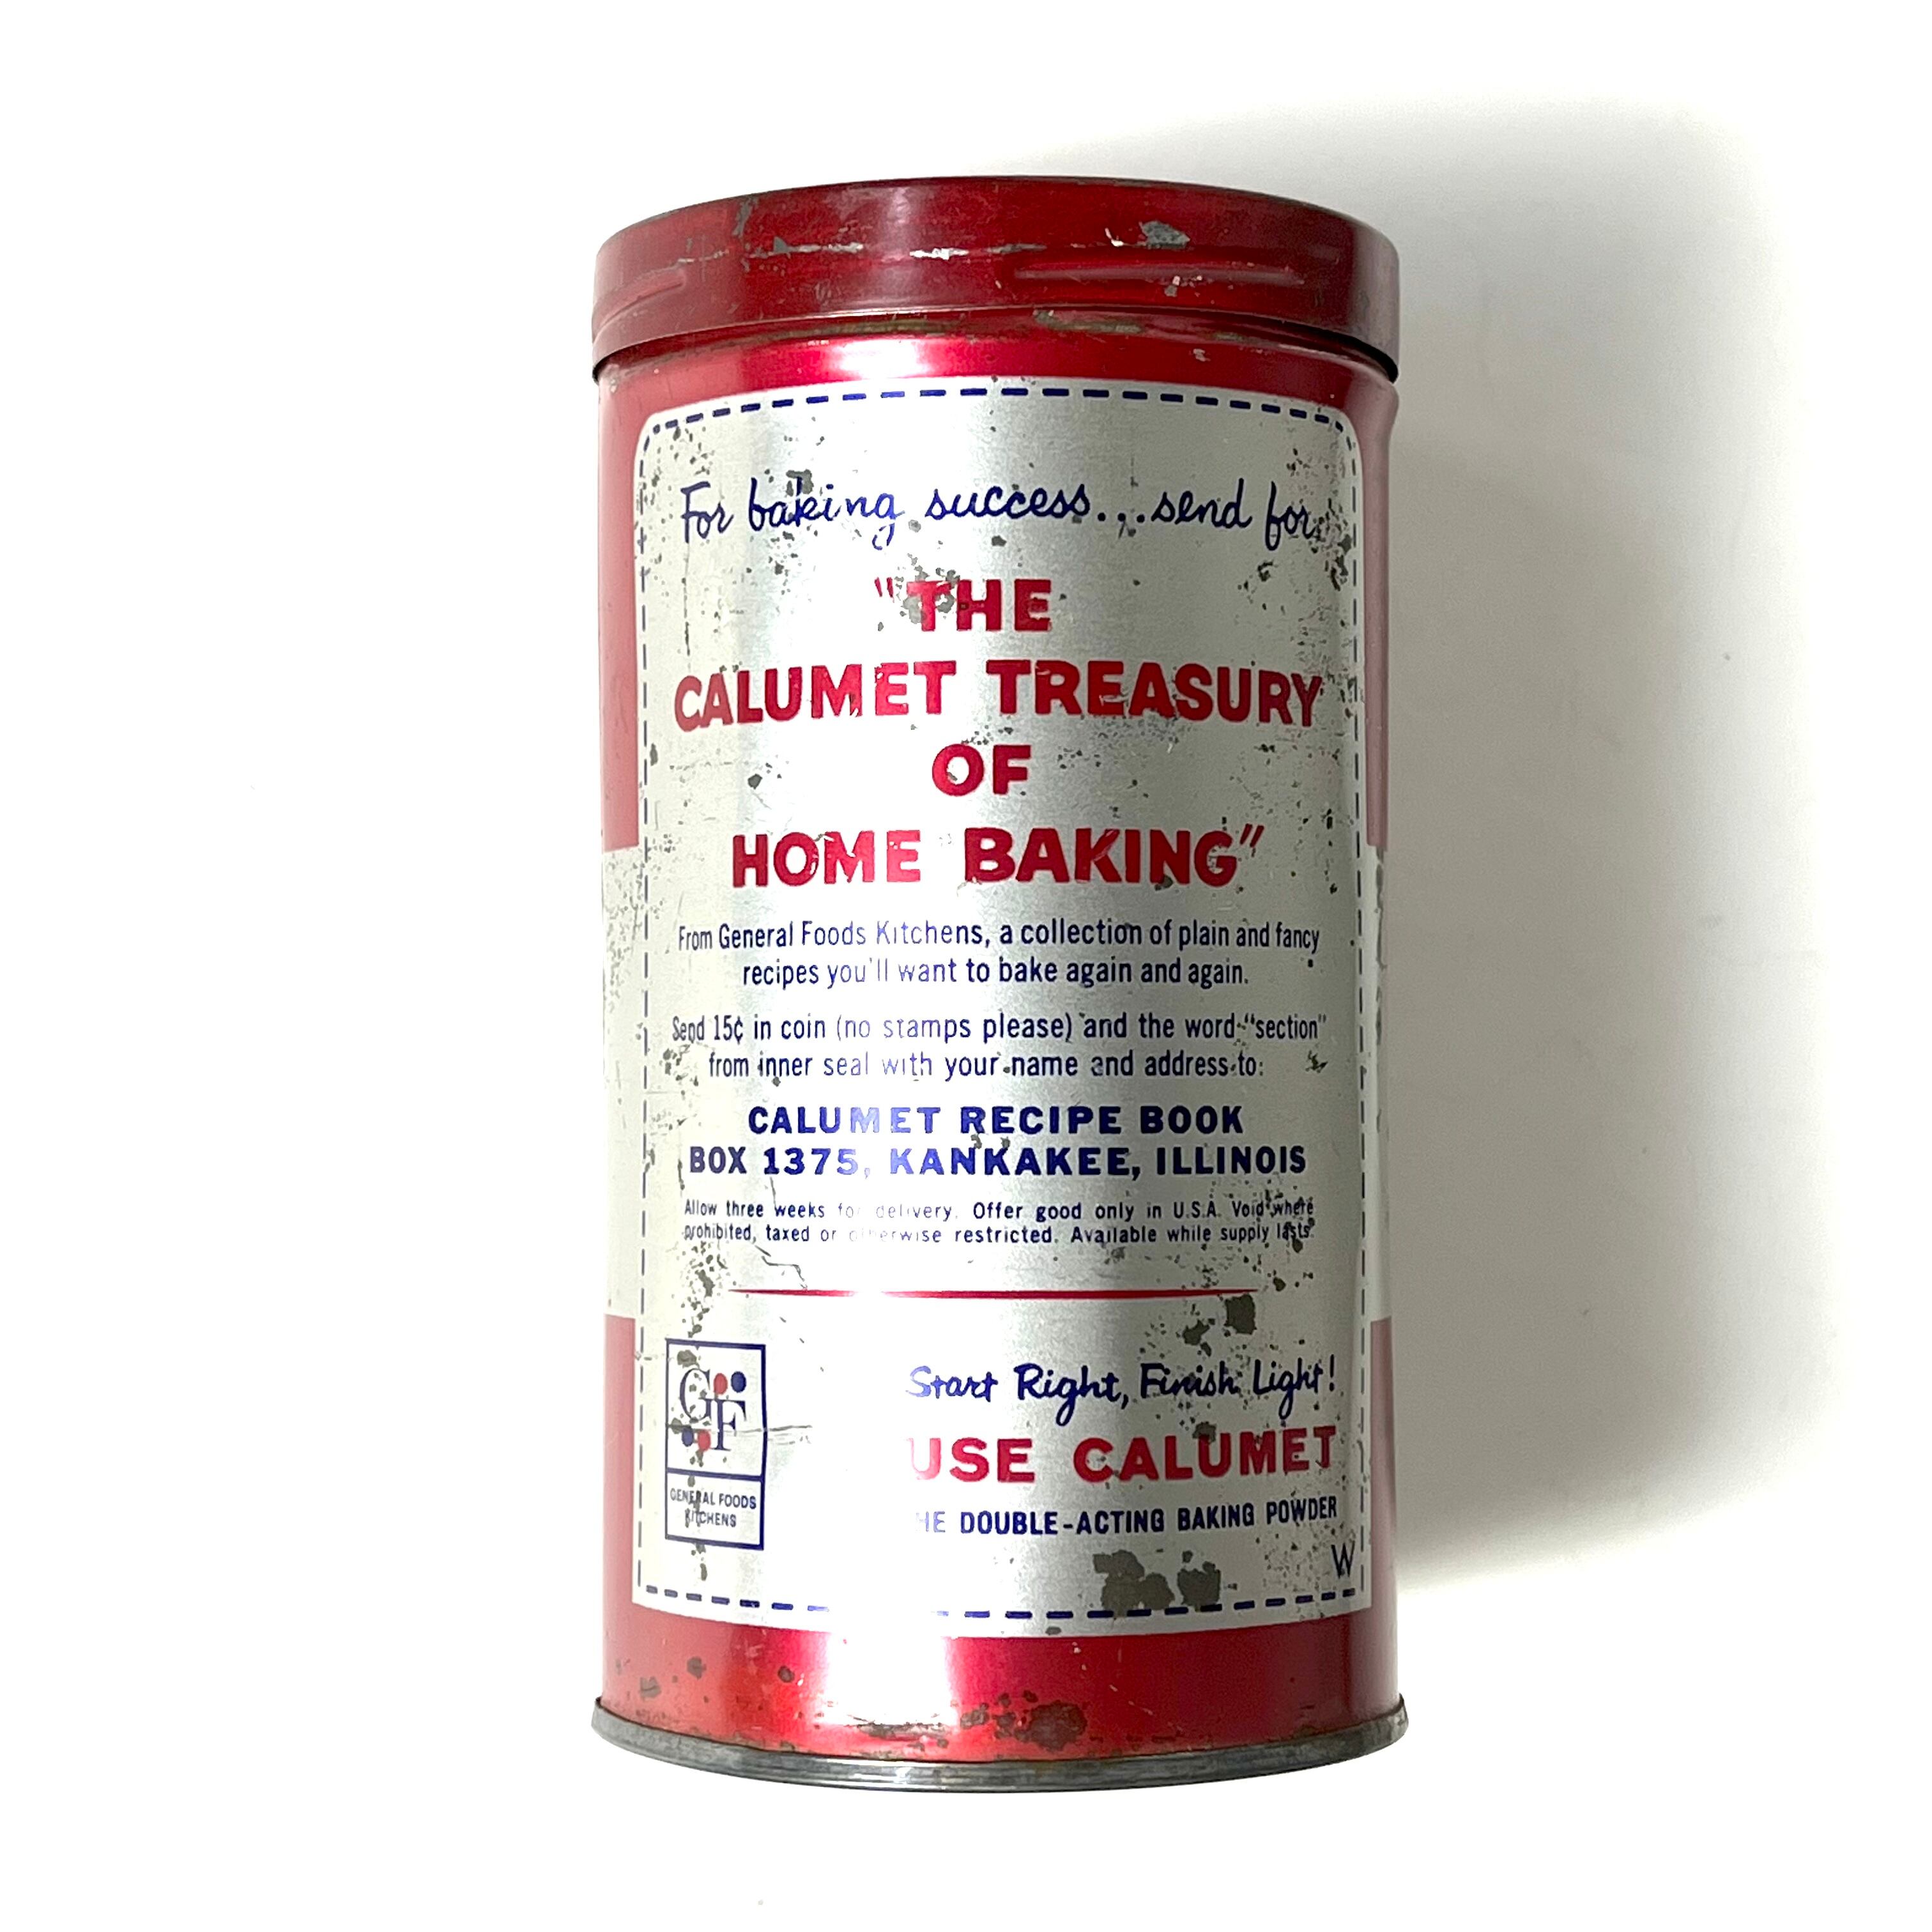 For baking success...send for
"THE
CALUMET TREASURY
OF
HOME BAKING"
From General Foods Kitchens, a collection of plain and fancy
recipes you'll want to bake again and again.
Send 15¢ in coin (no stamps please) and the word "section"
from inner seal with your name and address to:
CALUMET RECIPE BOOK
BOX 1375, KANKAKEE, ILLINOIS
Allow three weeks for delivery. Offer good only in U.S.A. Void where
prohibited, taxed or otherwise restricted. Available while supply lasts.
GF
GENERAL FOODS
KITCHENS
Start Right, Finish Light!
USE CALUMET
THE DOUBLE-ACTING BAKING POWDER
W